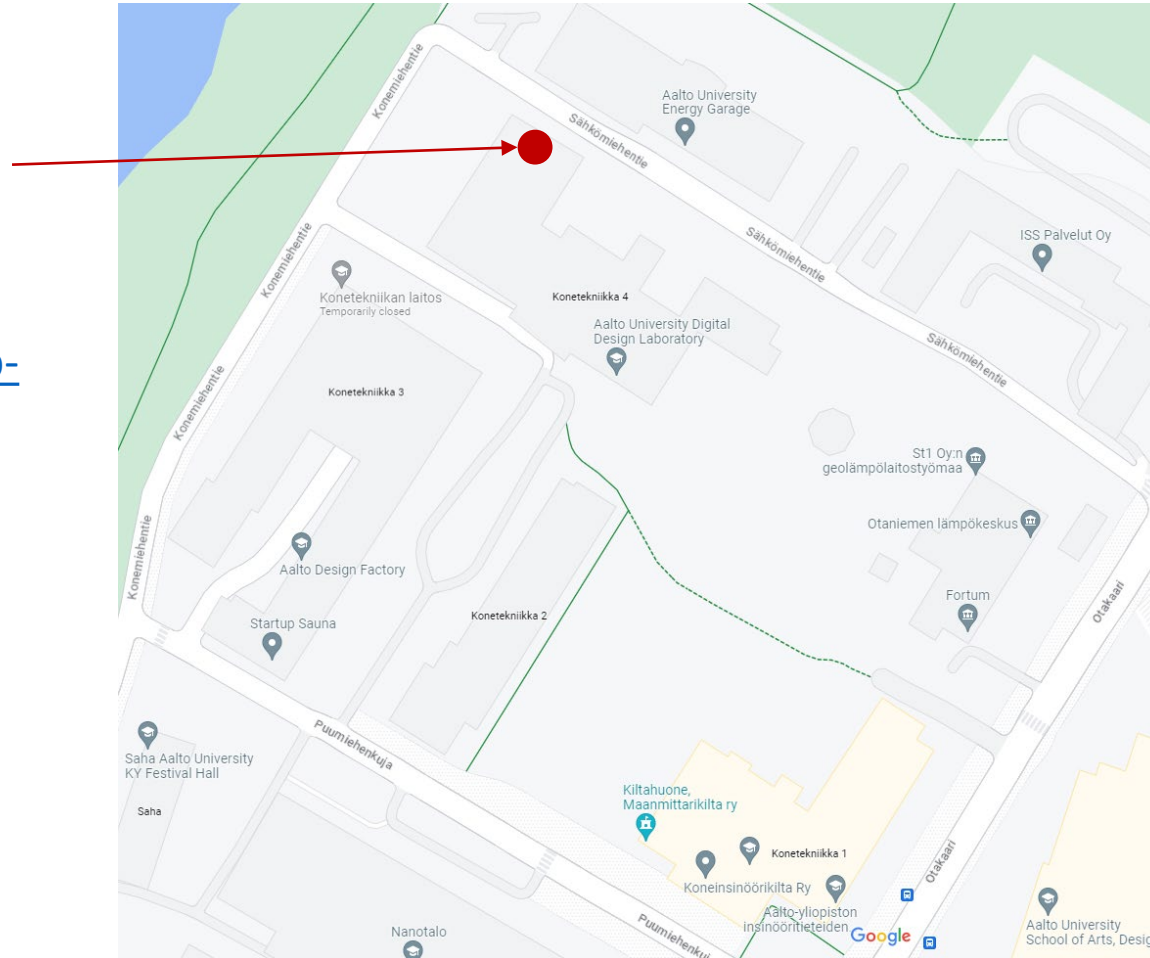 Konemiehentie
Aalto University
Energy Garage
Sähkömiehentie
ISS Palvelut Oy
Konemiehentie
Sähkömiehentie
Konetekniikan laitos
Temporarily closed
Konetekniikka 4
Aalto University Digital
Design Laboratory
Sähkömiehentie
Konetekniikka 3
Konemiehentie
St1 Oy:n
geolämpölaitostyömaa
Otaniemen lämpökeskus
Konemiehentie
Aalto Design Factory
Fortum
Otakaari
Startup Sauna
Konetekniikka 2
Puumiehenkuja
Saha Aalto University
KY Festival Hall
Saha
Kiltahuone,
Maanmittarikilta ry
Konetekniikka 1
Otakaari
Koneinsinöörikilta Ry
Aalto-yliopiston
insinööritieteiden
Puumiehenkuj
Nanotalo
Google
Aalto University
School of Arts, Desig